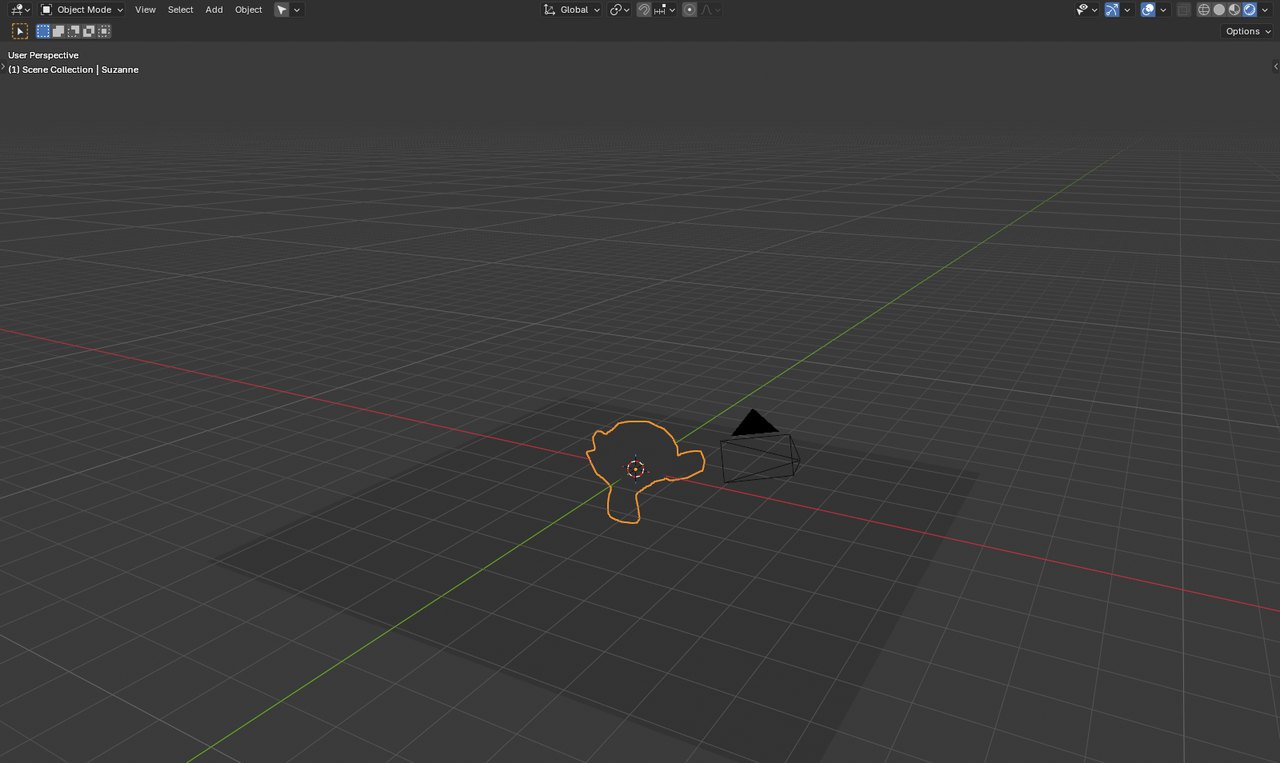 Object Mode View Select Add Object Global
Options
User Perspective
(1) Scene Collection | Suzanne